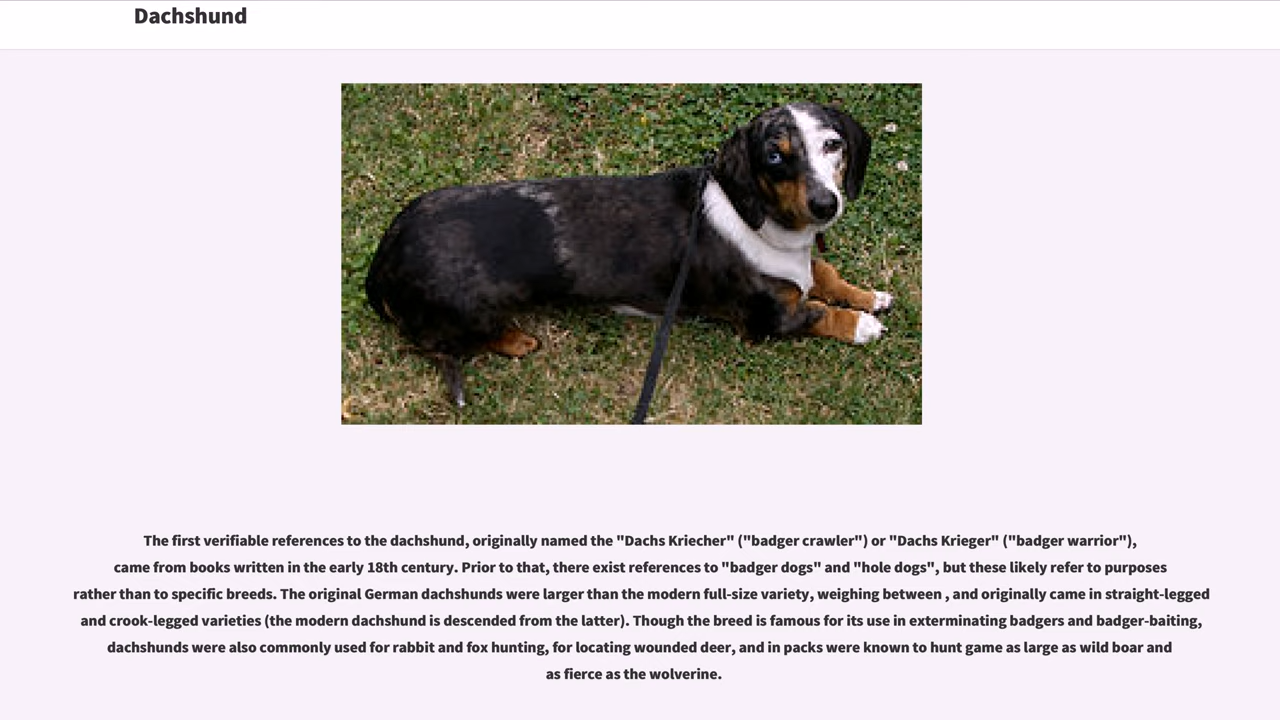 Dachshund
The first verifiable references to the dachshund, originally named the "Dachs Kriecher" ("badger crawler") or "Dachs Krieger" ("badger warrior"),
came from books written in the early 18th century. Prior to that, there exist references to "badger dogs" and "hole dogs", but these likely refer to purposes
rather than to specific breeds. The original German dachshunds were larger than the modern full-size variety, weighing between , and originally came in straight-legged
and crook-legged varieties (the modern dachshund is descended from the latter). Though the breed is famous for its use in exterminating badgers and badger-baiting,
dachshunds were also commonly used for rabbit and fox hunting, for locating wounded deer, and in packs were known to hunt game as large as wild boar and
as fierce as the wolverine.